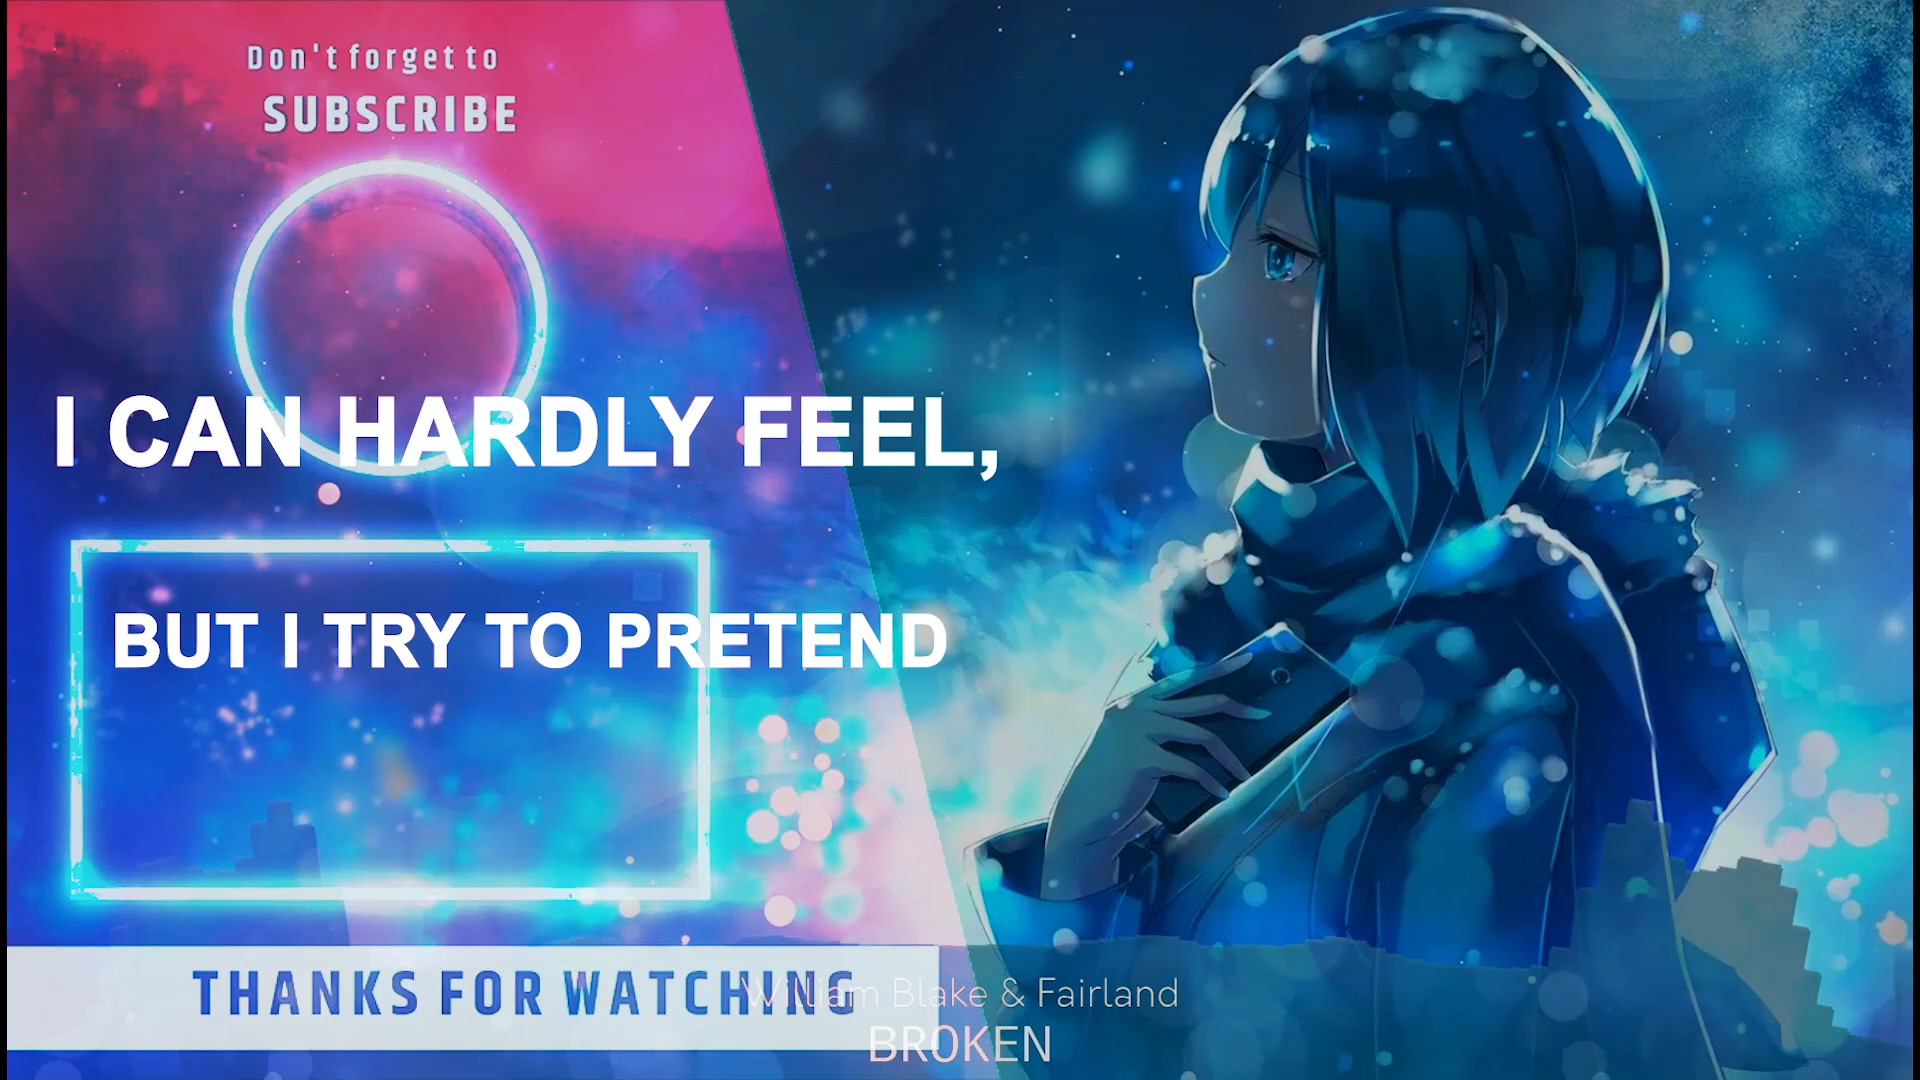 Don't forget to
SUBSCRIBE
I CAN HARDLY FEEL,
BUT I TRY TO PRETEND
THANKS FOR WATCHING
William Blake & Fairland
BROKEN